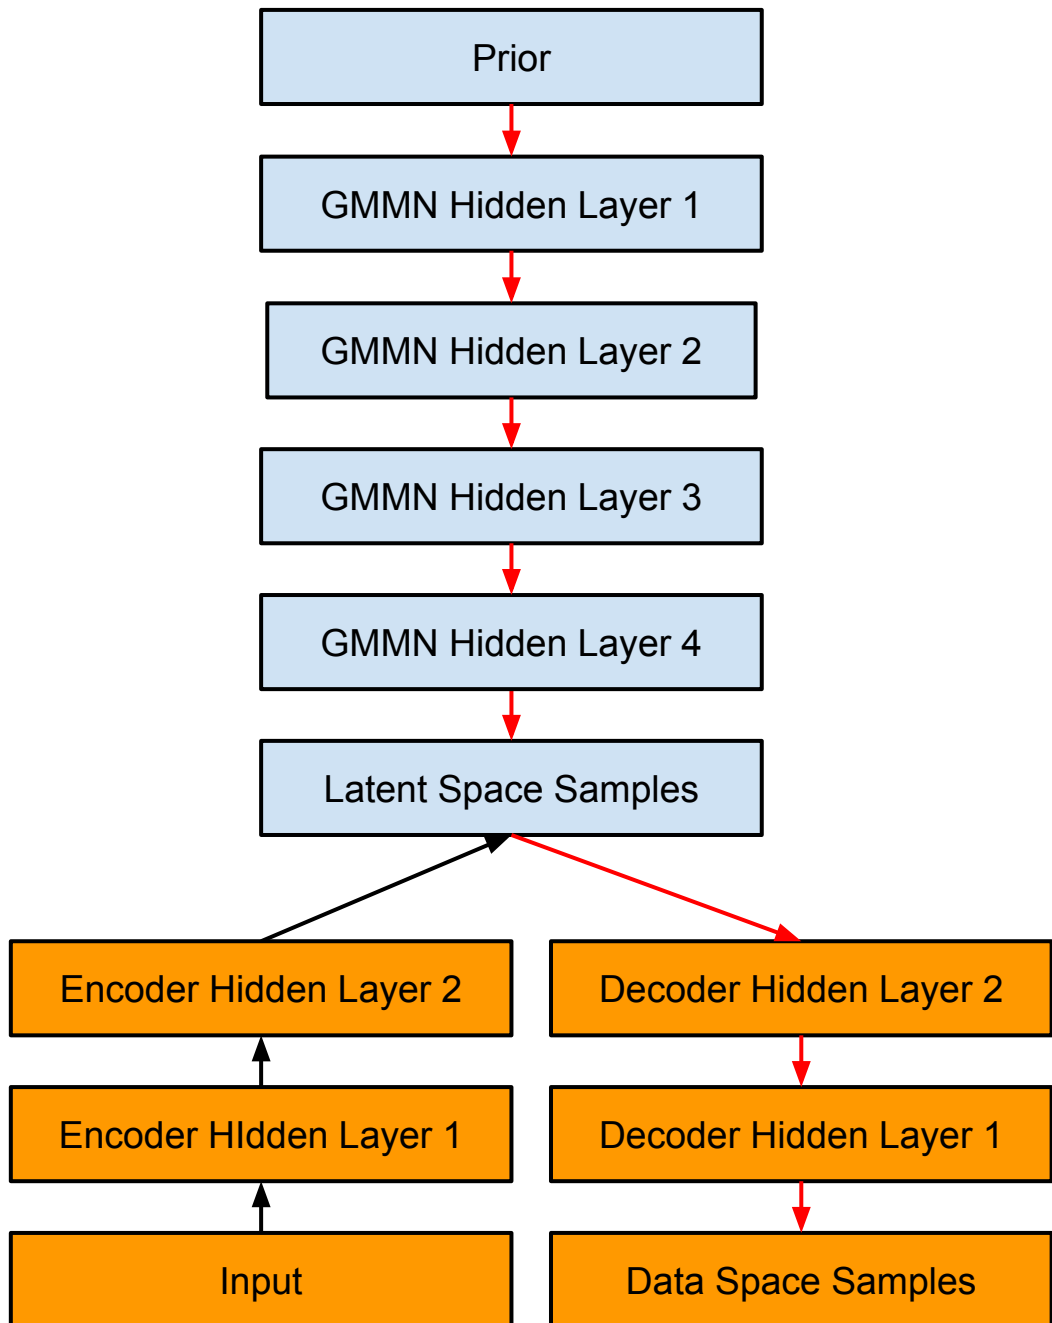 Prior
GMMN Hidden Layer 1
GMMN Hidden Layer 2
GMMN Hidden Layer 3
GMMN Hidden Layer 4
Latent Space Samples
Encoder Hidden Layer 2
Decoder Hidden Layer 2
Encoder HIdden Layer 1
Decoder Hidden Layer 1
Input
Data Space Samples